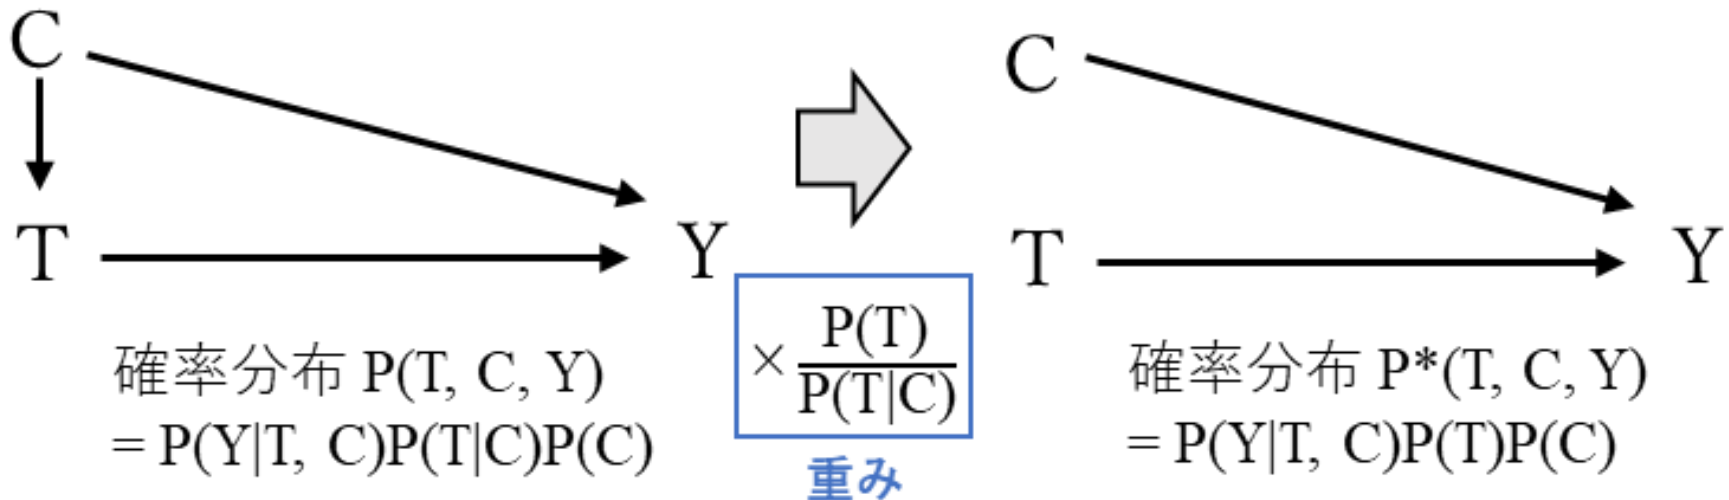 C
T
Y
確率分布 P(T, C, Y)
= P(Y|T, C)P(T|C)P(C)
× P(T)
P(T|C)
重み
C
T
Y
確率分布 P*(T, C, Y)
= P(Y|T, C)P(T)P(C)